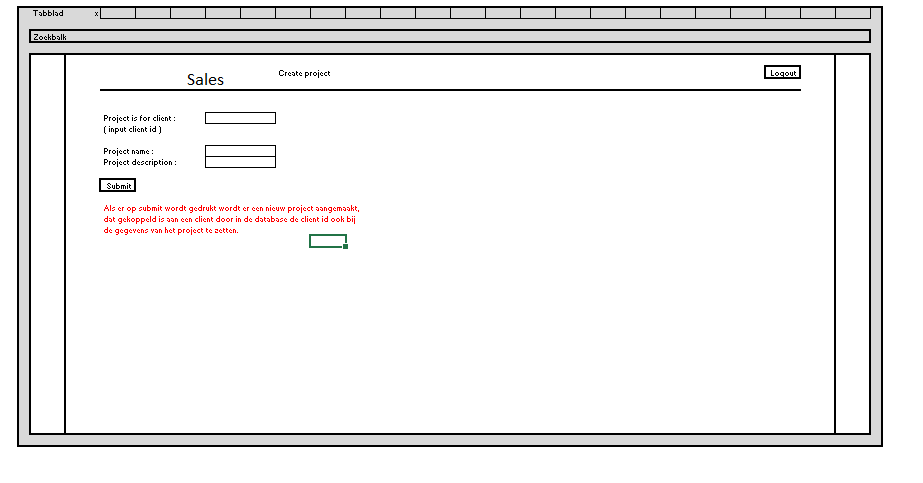 Tabblad x
Zoekbalk
Sales Create project Logout
Project is for client :
( input client id )
Project name :
Project description :
Submit
Als er op submit wordt gedrukt wordt er een nieuw project aangemaakt,
dat gekoppeld is aan een client door in de database de client id ook bij
de gegevens van het project te zetten.